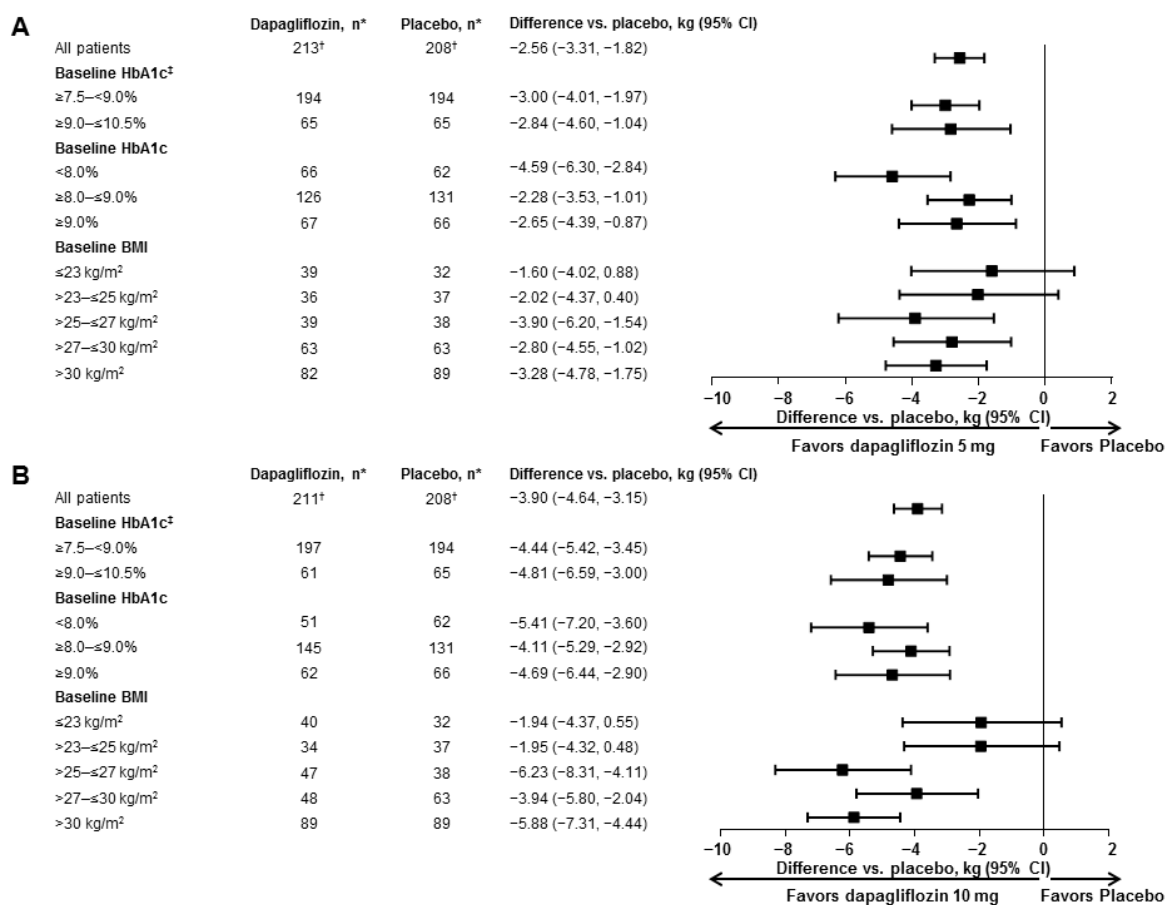 A
Dapagliflozin, n* Placebo, n* Difference vs. placebo, kg (95% CI)
All patients 213† 208† −2.56 (−3.31, −1.82)
Baseline HbA1c‡
≥7.5–<9.0% 194 194 −3.00 (−4.01, −1.97)
≥9.0–≤10.5% 65 65 −2.84 (−4.60, −1.04)
Baseline HbA1c
<8.0% 66 62 −4.59 (−6.30, −2.84)
≥8.0–≤9.0% 126 131 −2.28 (−3.53, −1.01)
≥9.0% 67 66 −2.65 (−4.39, −0.87)
Baseline BMI
≤23 kg/m² 39 32 −1.60 (−4.02, 0.88)
>23–≤25 kg/m² 36 37 −2.02 (−4.37, 0.40)
>25–≤27 kg/m² 39 38 −3.90 (−6.20, −1.54)
>27–≤30 kg/m² 63 63 −2.80 (−4.55, −1.02)
>30 kg/m² 82 89 −3.28 (−4.78, −1.75)
−10 −8 −6 −4 −2 0 2
Difference vs. placebo, kg (95% CI)
Favors dapagliflozin 5 mg Favors Placebo
B
Dapagliflozin, n* Placebo, n* Difference vs. placebo, kg (95% CI)
All patients 211† 208† −3.90 (−4.64, −3.15)
Baseline HbA1c‡
≥7.5–<9.0% 197 194 −4.44 (−5.42, −3.45)
≥9.0–≤10.5% 61 65 −4.81 (−6.59, −3.00)
Baseline HbA1c
<8.0% 51 62 −5.41 (−7.20, −3.60)
≥8.0–≤9.0% 145 131 −4.11 (−5.29, −2.92)
≥9.0% 62 66 −4.69 (−6.44, −2.90)
Baseline BMI
≤23 kg/m² 40 32 −1.94 (−4.37, 0.55)
>23–≤25 kg/m² 34 37 −1.95 (−4.32, 0.48)
>25–≤27 kg/m² 47 38 −6.23 (−8.31, −4.11)
>27–≤30 kg/m² 48 63 −3.94 (−5.80, −2.04)
>30 kg/m² 89 89 −5.88 (−7.31, −4.44)
−10 −8 −6 −4 −2 0 2
Difference vs. placebo, kg (95% CI)
Favors dapagliflozin 10 mg Favors Placebo